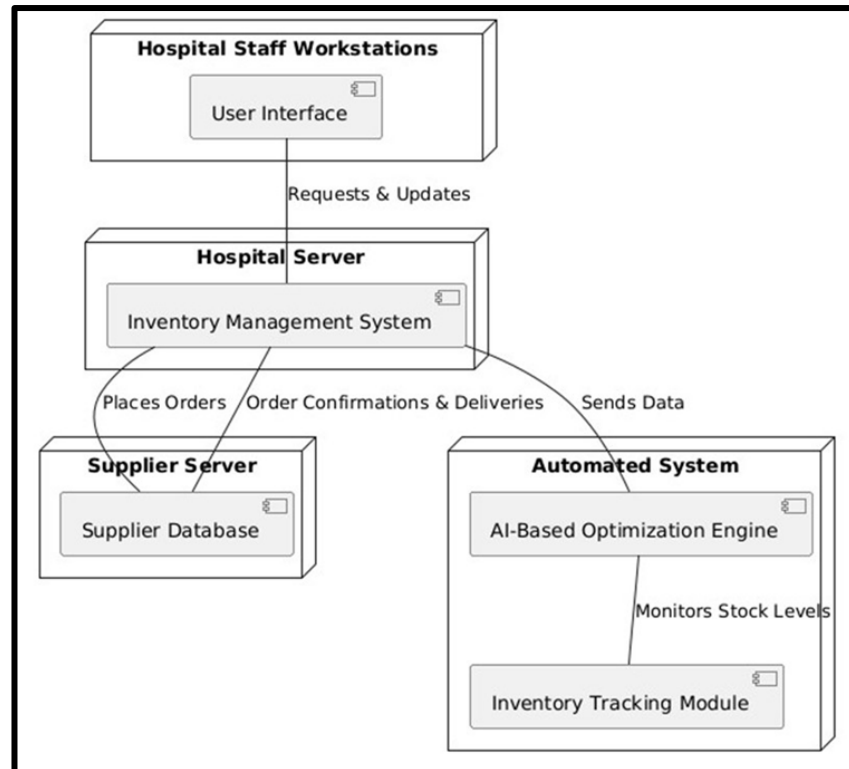 Hospital Staff Workstations
User Interface
Requests & Updates
Hospital Server
Inventory Management System
Places Orders
Order Confirmations & Deliveries
Sends Data
Supplier Server
Supplier Database
Automated System
AI-Based Optimization Engine
Monitors Stock Levels
Inventory Tracking Module